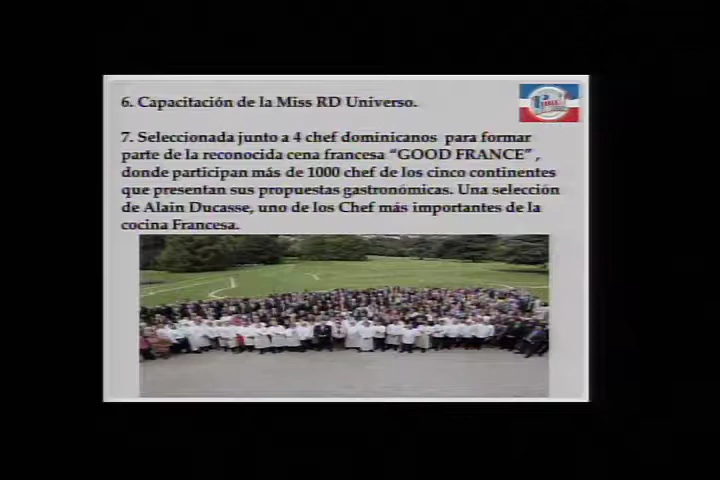 6. Capacitación de la Miss RD Universo.
7. Seleccionada junto a 4 chef dominicanos para formar
parte de la reconocida cena francesa “GOOD FRANCE” ,
donde participan más de 1000 chef de los cinco continentes
que presentan sus propuestas gastronómicas. Una selección
de Alain Ducasse, uno de los Chef más importantes de la
cocina Francesa.